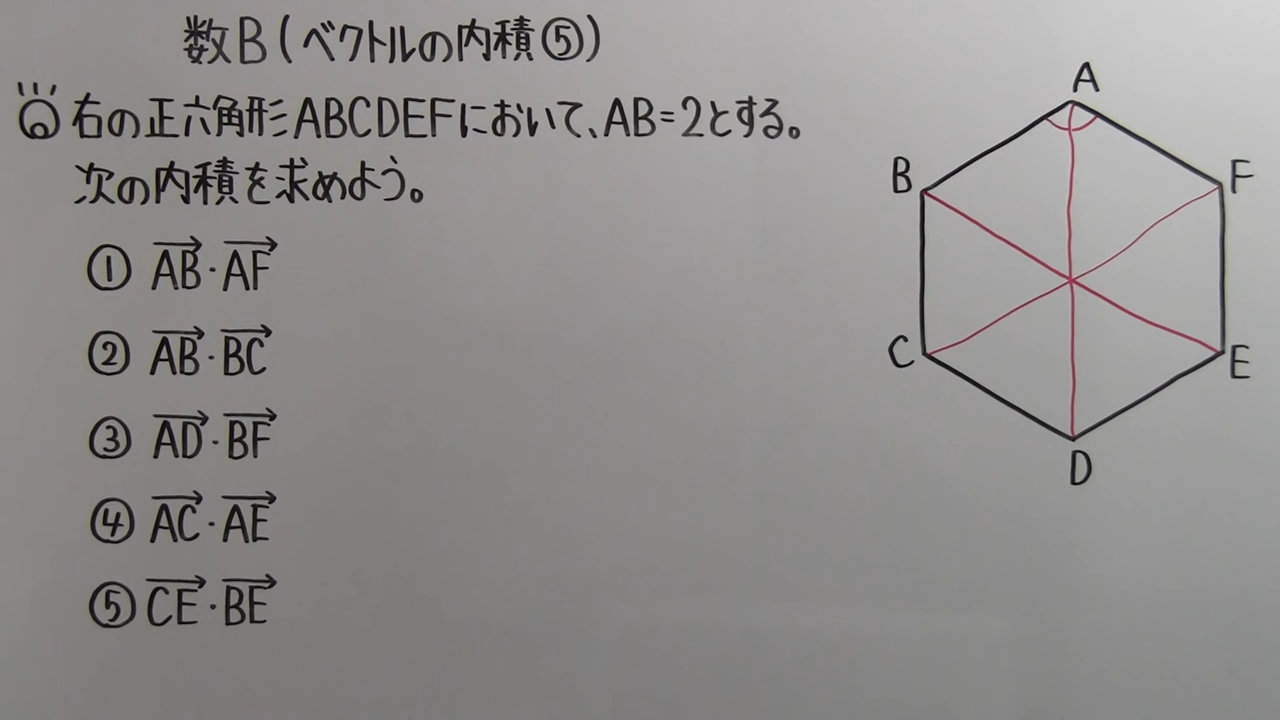 数B(ベクトルの内積⑤)
Q 右の正六角形ABCDEFにおいて、AB=2とする。
次の内積を求めよう。
① AB·AF
② AB·BC
③ AD·BF
④ AC·AE
⑤ CE·BE
A
B
F
C
E
D